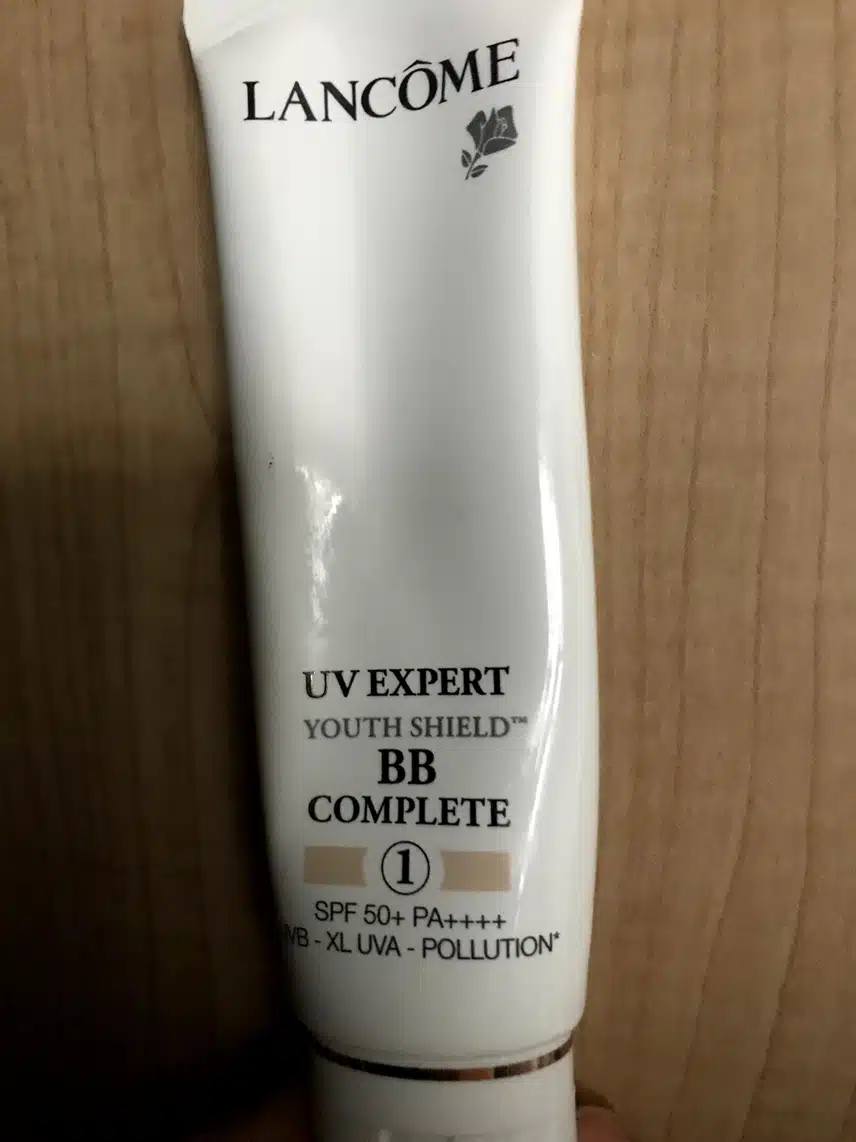 LANCÔME
UV EXPERT
YOUTH SHIELD™
BB
COMPLETE
1
SPF 50+ PA++++
- XL UVA - POLLUTION*